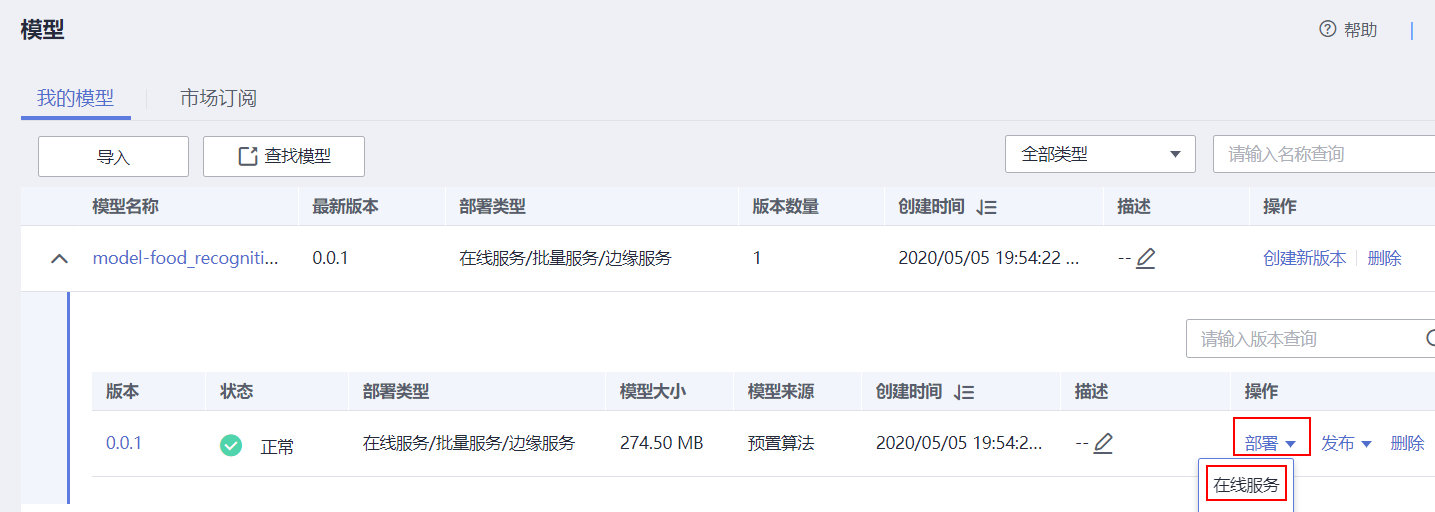 模型
帮助
我的模型 市场订阅
导入 查找模型 全部类型 请输入名称查询
模型名称 最新版本 部署类型 版本数量 创建时间 描述 操作
model-food_recogniti... 0.0.1 在线服务/批量服务/边缘服务 1 2020/05/05 19:54:22 ... -- 创建新版本 删除
请输入版本查询
版本 状态 部署类型 模型大小 模型来源 创建时间 描述 操作
0.0.1 正常 在线服务/批量服务/边缘服务 274.50 MB 预置算法 2020/05/05 19:54:2... -- 部署 发布 删除
在线服务